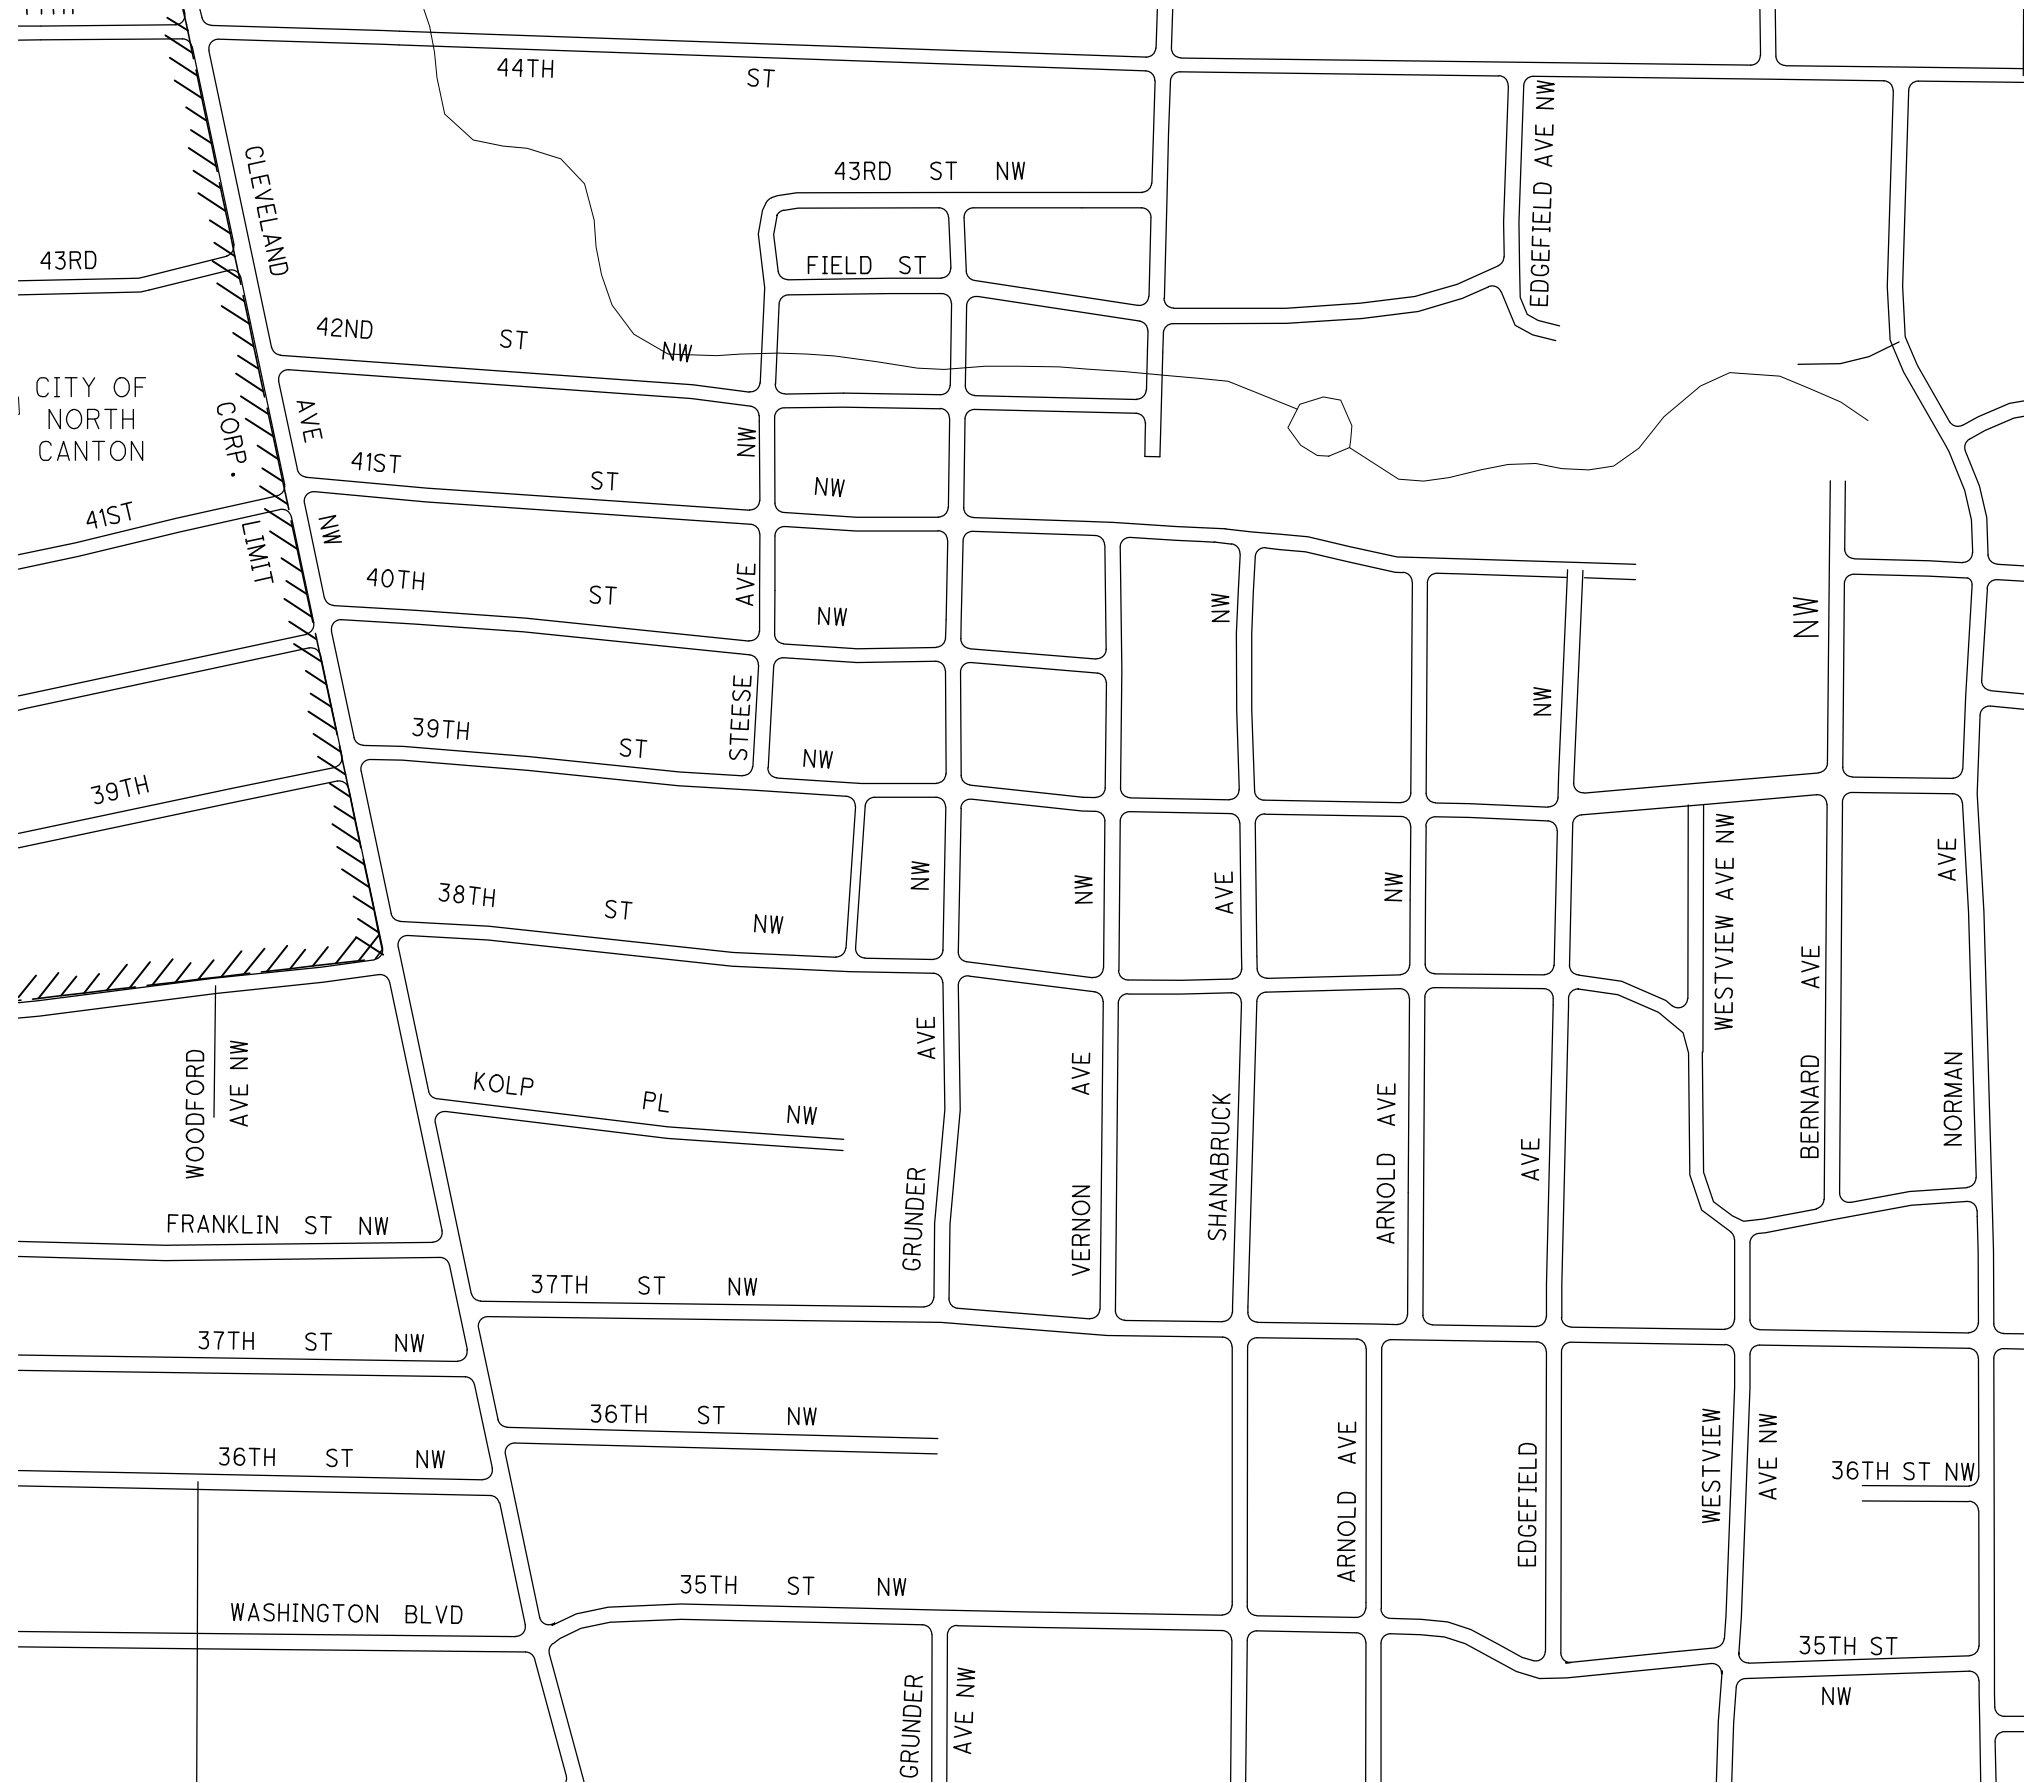 44TH ST
EDGEFIELD AVE NW
CLEVELAND AVE NW
43RD ST NW
43RD
FIELD ST
42ND ST NW
CITY OF
NORTH
CANTON
CORP. LIMIT
41ST ST NW
STEESE AVE NW
41ST
40TH ST NW
39TH ST NW
39TH
38TH ST NW
GRUNDER AVE NW
VERNON AVE NW
SHANABRUCK AVE NW
ARNOLD AVE NW
AVE NW
WESTVIEW AVE NW
BERNARD AVE NW
NORMAN AVE
WOODFORD
AVE NW
KOLP PL NW
FRANKLIN ST NW
37TH ST NW
37TH ST NW
36TH ST NW
36TH ST NW
ARNOLD AVE
EDGEFIELD
WESTVIEW
AVE NW
36TH ST NW
WASHINGTON BLVD
35TH ST NW
35TH ST
NW
GRUNDER
AVE NW